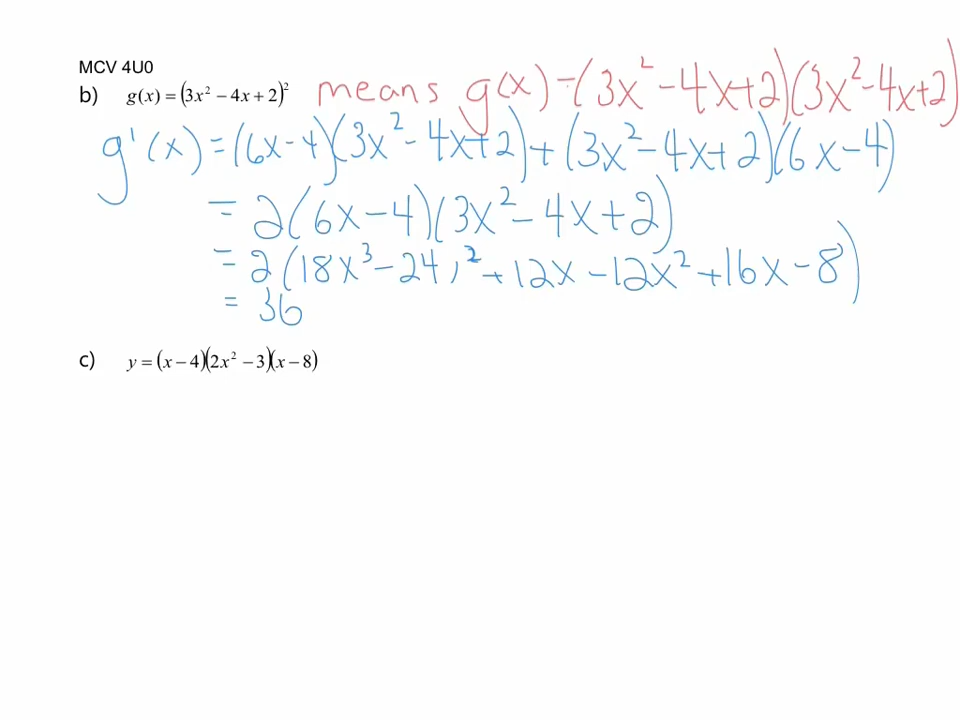 MCV 4U0
b) g(x) = (3x² − 4x + 2)² means g(x) = (3x² − 4x + 2)(3x² − 4x + 2)
g'(x) = (6x − 4)(3x² − 4x + 2) + (3x² − 4x + 2)(6x − 4)
= 2(6x − 4)(3x² − 4x + 2)
= 2(18x³ − 24)² + 12x − 12x² + 16x − 8)
= 36
c) y = (x − 4)(2x² − 3)(x − 8)